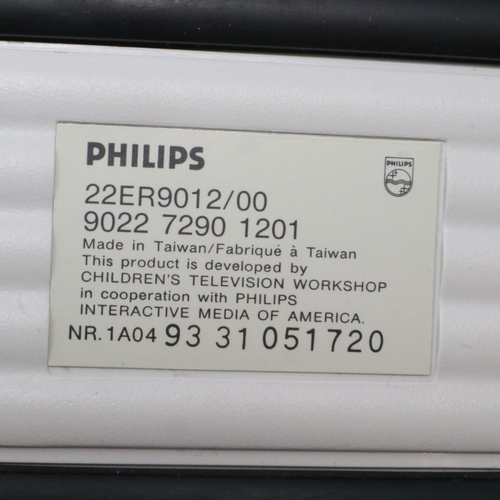 PHILIPS
PHILIPS
22ER9012/00
9022 7290 1201
Made in Taiwan/Fabriqué à Taiwan
This product is developed by
CHILDREN'S TELEVISION WORKSHOP
in cooperation with PHILIPS
INTERACTIVE MEDIA OF AMERICA.
NR.1A04 93 31 051720